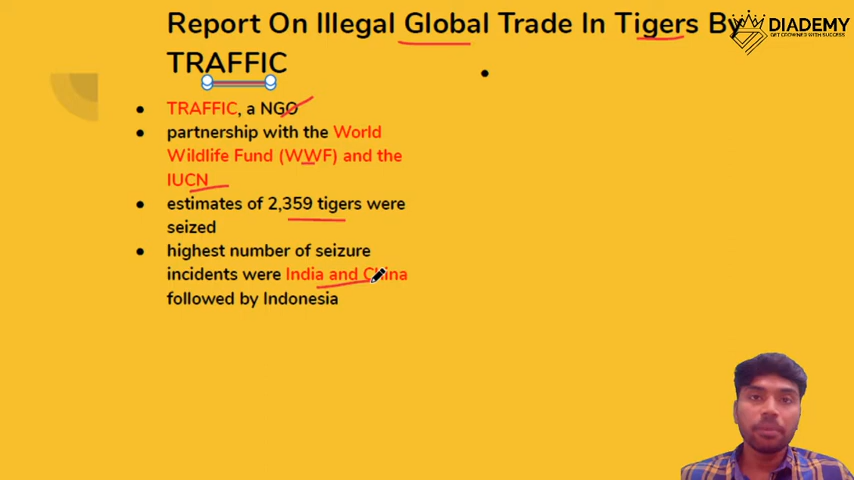 Report On Illegal Global Trade In Tigers By
TRAFFIC
DIADEMY
GET CROWNED WITH SUCCESS
● TRAFFIC, a NGO
● partnership with the World
Wildlife Fund (WWF) and the
IUCN
● estimates of 2,359 tigers were
seized
● highest number of seizure
incidents were India and China
followed by Indonesia
●